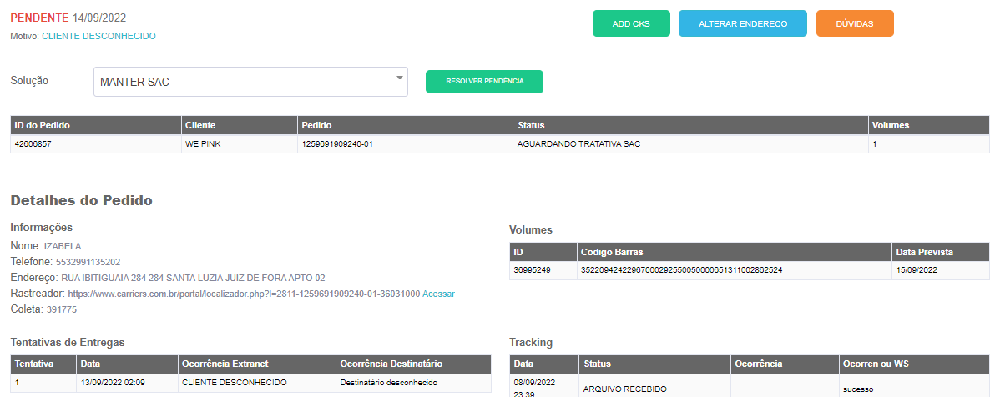 PENDENTE 14/09/2022
Motivo: CLIENTE DESCONHECIDO
ADD CKS
ALTERAR ENDERECO
DÚVIDAS
Solução
MANTER SAC
RESOLVER PENDÊNCIA
ID do Pedido Cliente Pedido Status Volumes
42606857 WE PINK 1259691909240-01 AGUARDANDO TRATATIVA SAC 1
Detalhes do Pedido
Informações
Nome: IZABELA
Telefone: 5532991135202
Endereço: RUA IBITIGUAIA 284 284 SANTA LUZIA JUIZ DE FORA APTO 02
Rastreador: https://www.carriers.com.br/portal/localizador.php?l=2811-1259691909240-01-36031000 Acessar
Coleta: 391775
Volumes
ID Codigo Barras Data Prevista
36995249 35220942422967000292550050000651311002862524 15/09/2022
Tentativas de Entregas
Tentativa Data Ocorrência Extranet Ocorrência Destinatário
1 13/09/2022 02:09 CLIENTE DESCONHECIDO Destinatário desconhecido
Tracking
Data Status Ocorrência Ocorren ou WS
08/09/2022
23:39 ARQUIVO RECEBIDO sucesso